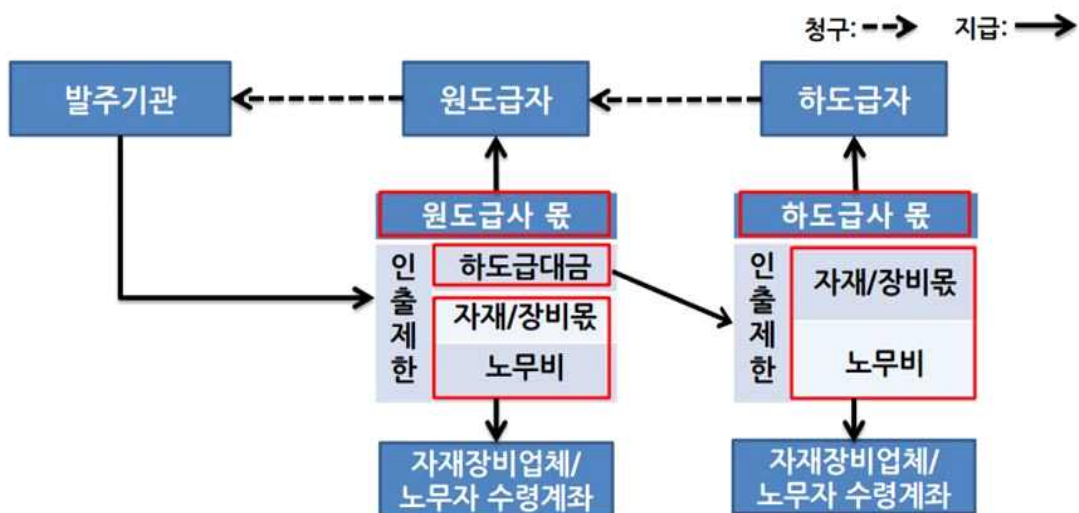 청구: 지급:
발주기관 원도급자 하도급자
원도급사 몫
인출제한
하도급대금
자재/장비몫
노무비
자재장비업체/
노무자 수령계좌
하도급사 몫
인출제한
자재/장비몫
노무비
자재장비업체/
노무자 수령계좌